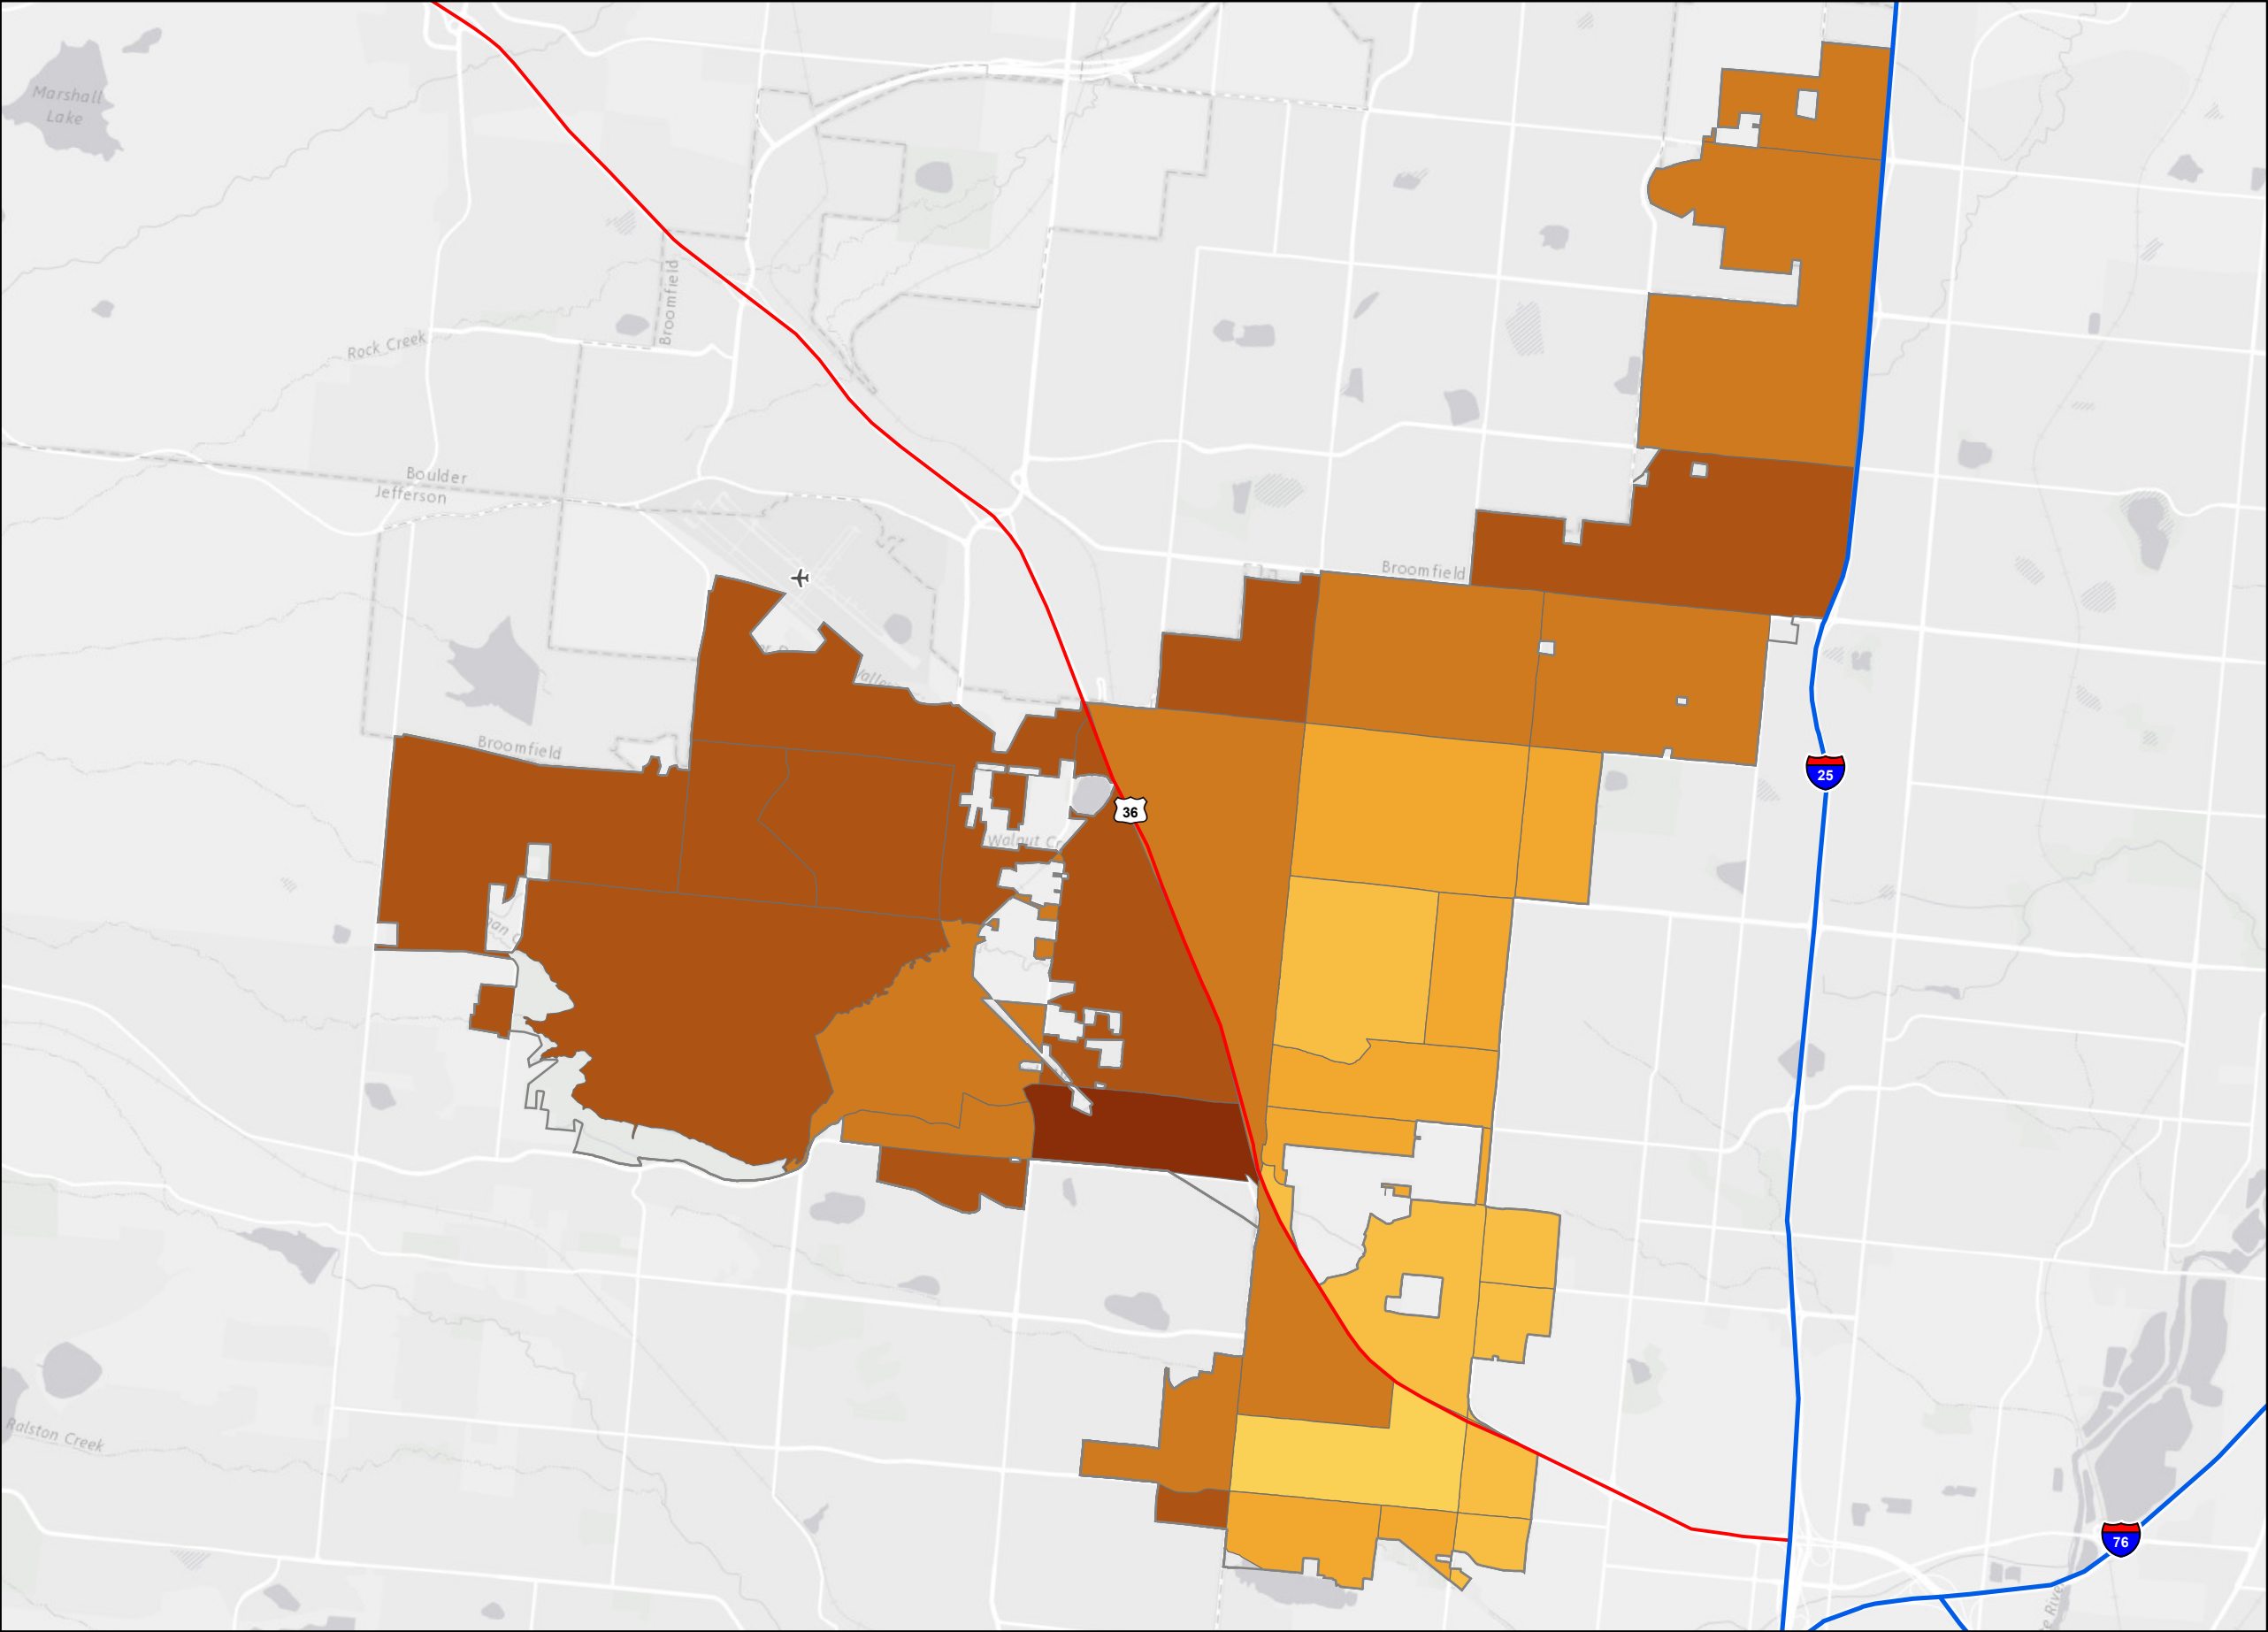 Marshall
Lake
Broomfield
Rock Creek
Boulder
Jefferson
Broomfield
Broomfield
25
36
Walnut Cr
76
Ralston Creek